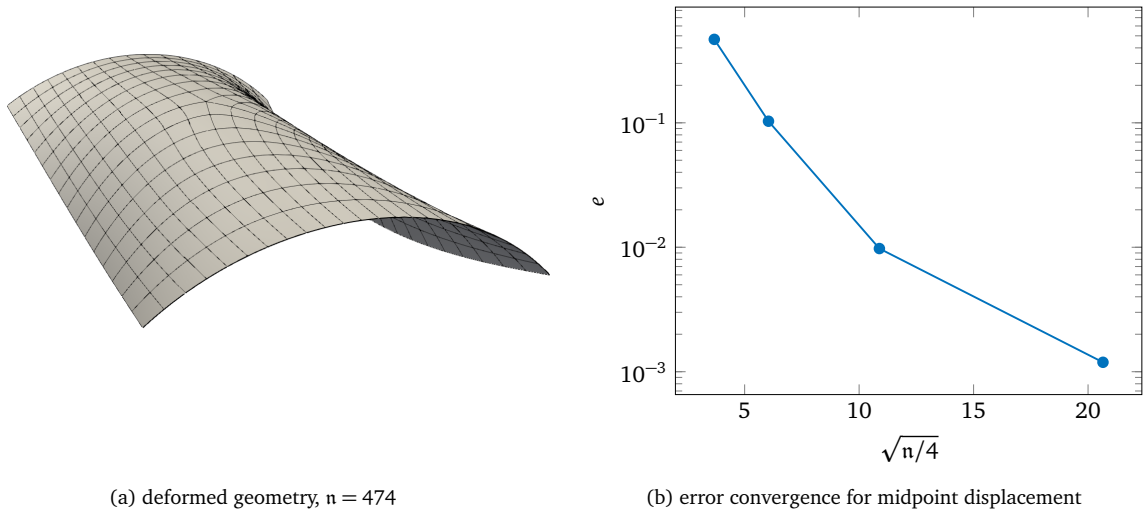 10⁻¹
10⁻²
10⁻³
e
5 10 15 20
√𝔫/4
(a) deformed geometry, 𝔫 = 474
(b) error convergence for midpoint displacement